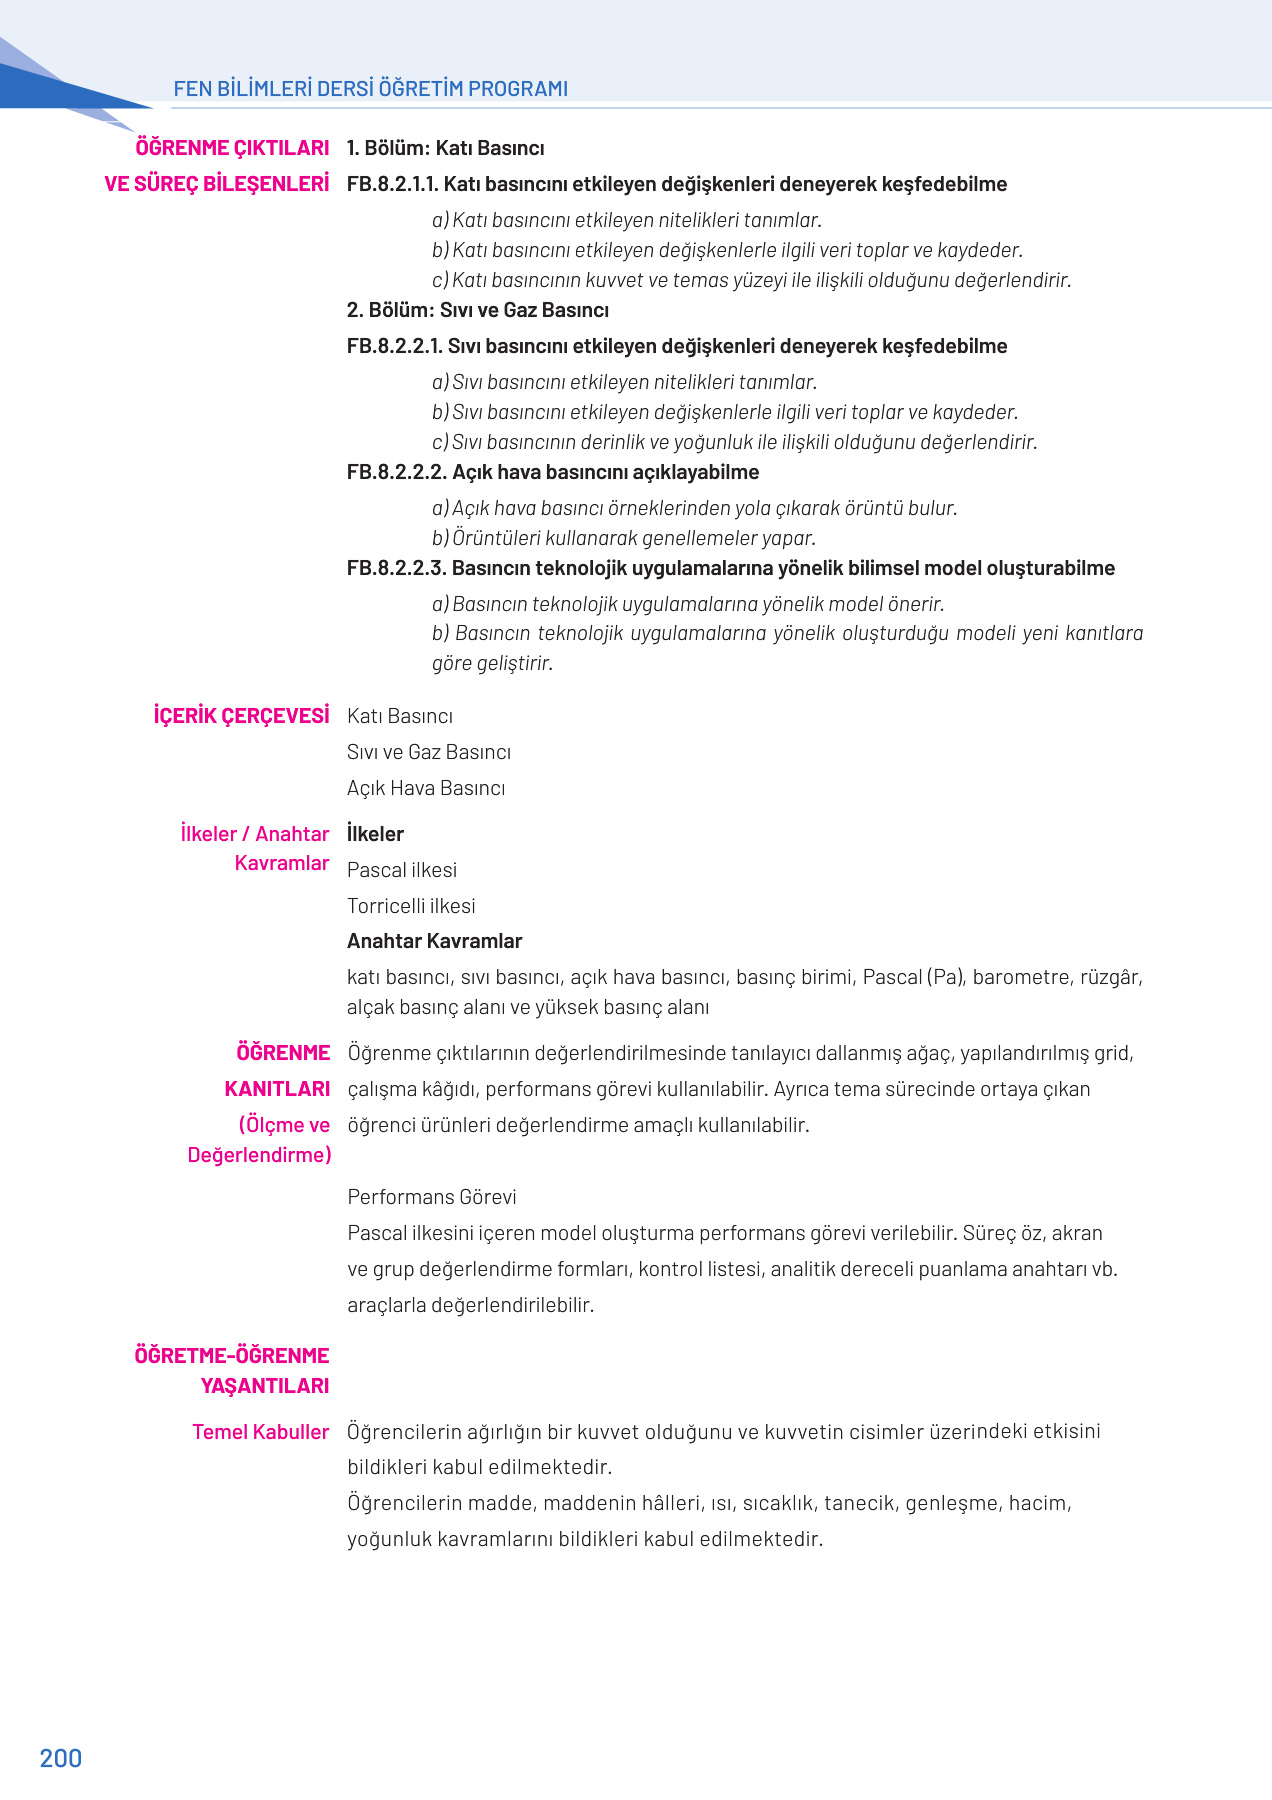 FEN BİLİMLERİ DERSİ ÖĞRETİM PROGRAMI
ÖĞRENME ÇIKTILARI
VE SÜREÇ BİLEŞENLERİ
1. Bölüm: Katı Basıncı
FB.8.2.1.1. Katı basıncını etkileyen değişkenleri deneyerek keşfedebilme
a) Katı basıncını etkileyen nitelikleri tanımlar.
b) Katı basıncını etkileyen değişkenlerle ilgili veri toplar ve kaydeder.
c) Katı basıncının kuvvet ve temas yüzeyi ile ilişkili olduğunu değerlendirir.
2. Bölüm: Sıvı ve Gaz Basıncı
FB.8.2.2.1. Sıvı basıncını etkileyen değişkenleri deneyerek keşfedebilme
a) Sıvı basıncını etkileyen nitelikleri tanımlar.
b) Sıvı basıncını etkileyen değişkenlerle ilgili veri toplar ve kaydeder.
c) Sıvı basıncının derinlik ve yoğunluk ile ilişkili olduğunu değerlendirir.
FB.8.2.2.2. Açık hava basıncını açıklayabilme
a) Açık hava basıncı örneklerinden yola çıkarak örüntü bulur.
b) Örüntüleri kullanarak genellemeler yapar.
FB.8.2.2.3. Basıncın teknolojik uygulamalarına yönelik bilimsel model oluşturabilme
a) Basıncın teknolojik uygulamalarına yönelik model önerir.
b) Basıncın teknolojik uygulamalarına yönelik oluşturduğu modeli yeni kanıtlara
göre geliştirir.
İÇERİK ÇERÇEVESİ
Katı Basıncı
Sıvı ve Gaz Basıncı
Açık Hava Basıncı
İlkeler / Anahtar
Kavramlar
İlkeler
Pascal ilkesi
Torricelli ilkesi
Anahtar Kavramlar
katı basıncı, sıvı basıncı, açık hava basıncı, basınç birimi, Pascal (Pa), barometre, rüzgâr,
alçak basınç alanı ve yüksek basınç alanı
ÖĞRENME
KANITLARI
(Ölçme ve
Değerlendirme)
Öğrenme çıktılarının değerlendirilmesinde tanılayıcı dallanmış ağaç, yapılandırılmış grid,
çalışma kâğıdı, performans görevi kullanılabilir. Ayrıca tema sürecinde ortaya çıkan
öğrenci ürünleri değerlendirme amaçlı kullanılabilir.
Performans Görevi
Pascal ilkesini içeren model oluşturma performans görevi verilebilir. Süreç öz, akran
ve grup değerlendirme formları, kontrol listesi, analitik dereceli puanlama anahtarı vb.
araçlarla değerlendirilebilir.
ÖĞRETME-ÖĞRENME
YAŞANTILARI
Temel Kabuller
Öğrencilerin ağırlığın bir kuvvet olduğunu ve kuvvetin cisimler üzerindeki etkisini
bildikleri kabul edilmektedir.
Öğrencilerin madde, maddenin hâlleri, ısı, sıcaklık, tanecik, genleşme, hacim,
yoğunluk kavramlarını bildikleri kabul edilmektedir.
200